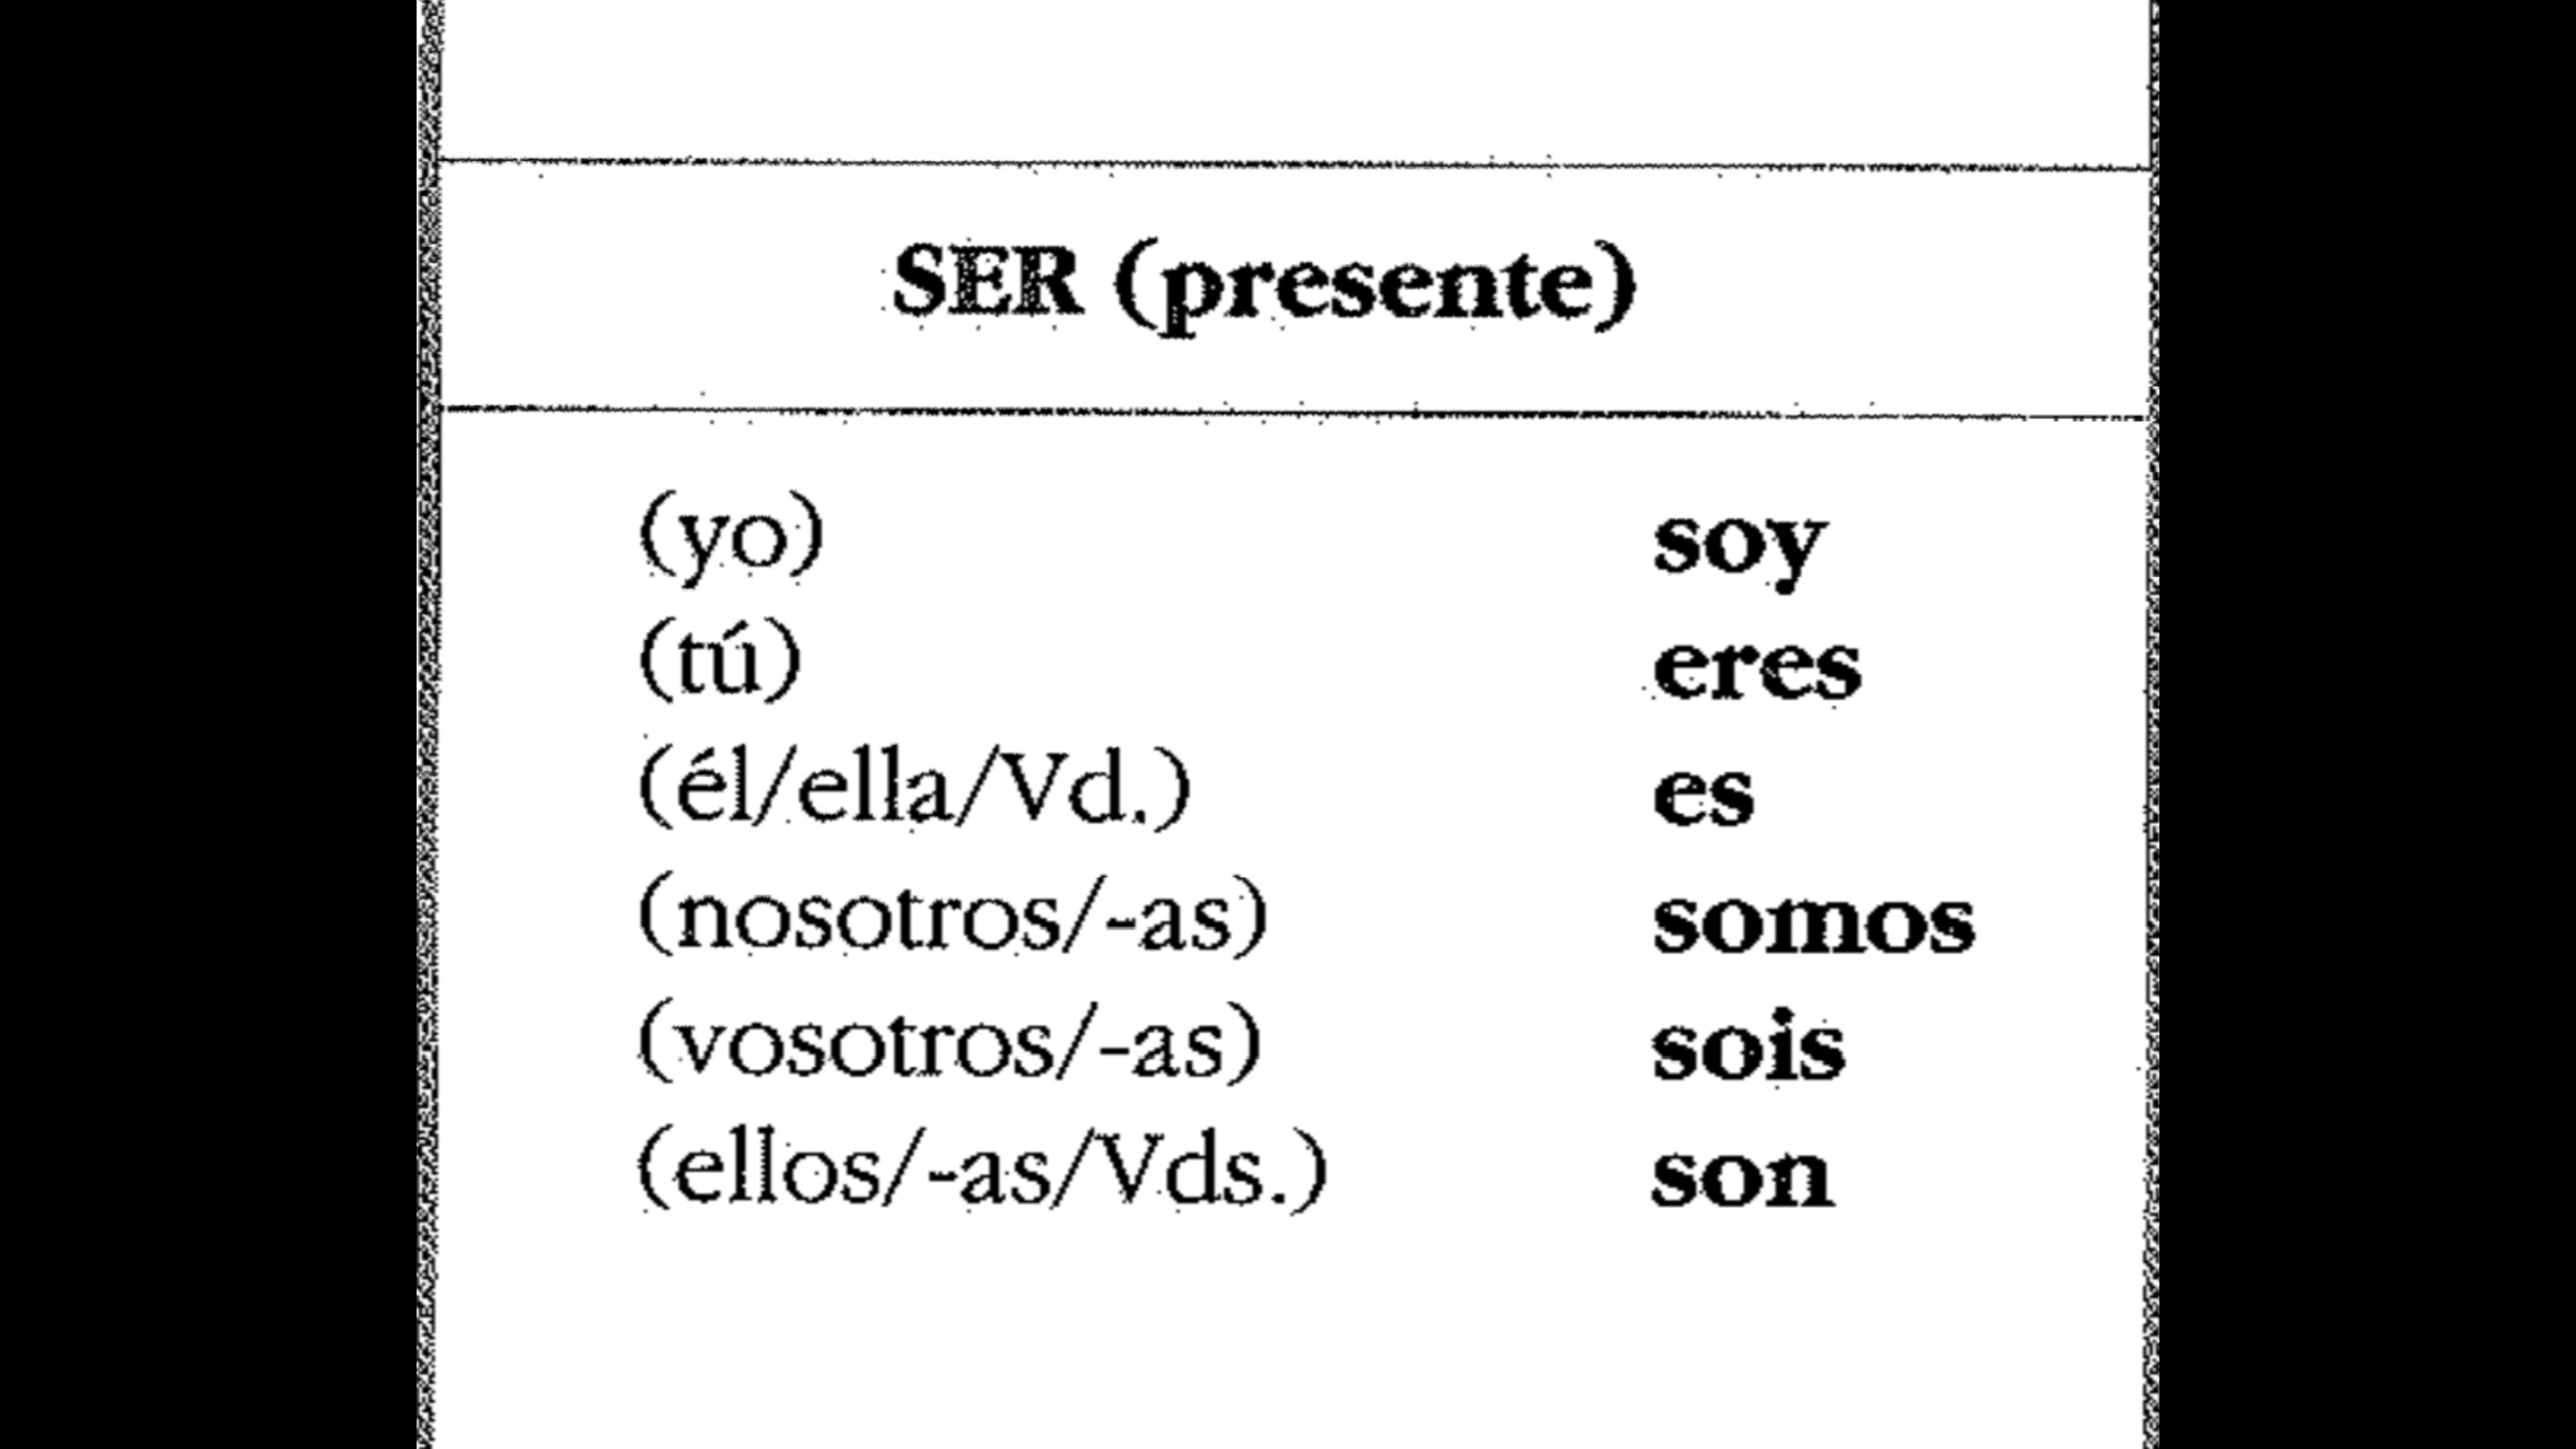 SER (presente)
(yo) soy
(tú) eres
(él/ella/Vd.) es
(nosotros/-as) somos
(vosotros/-as) sois
(ellos/-as/Vds.) son